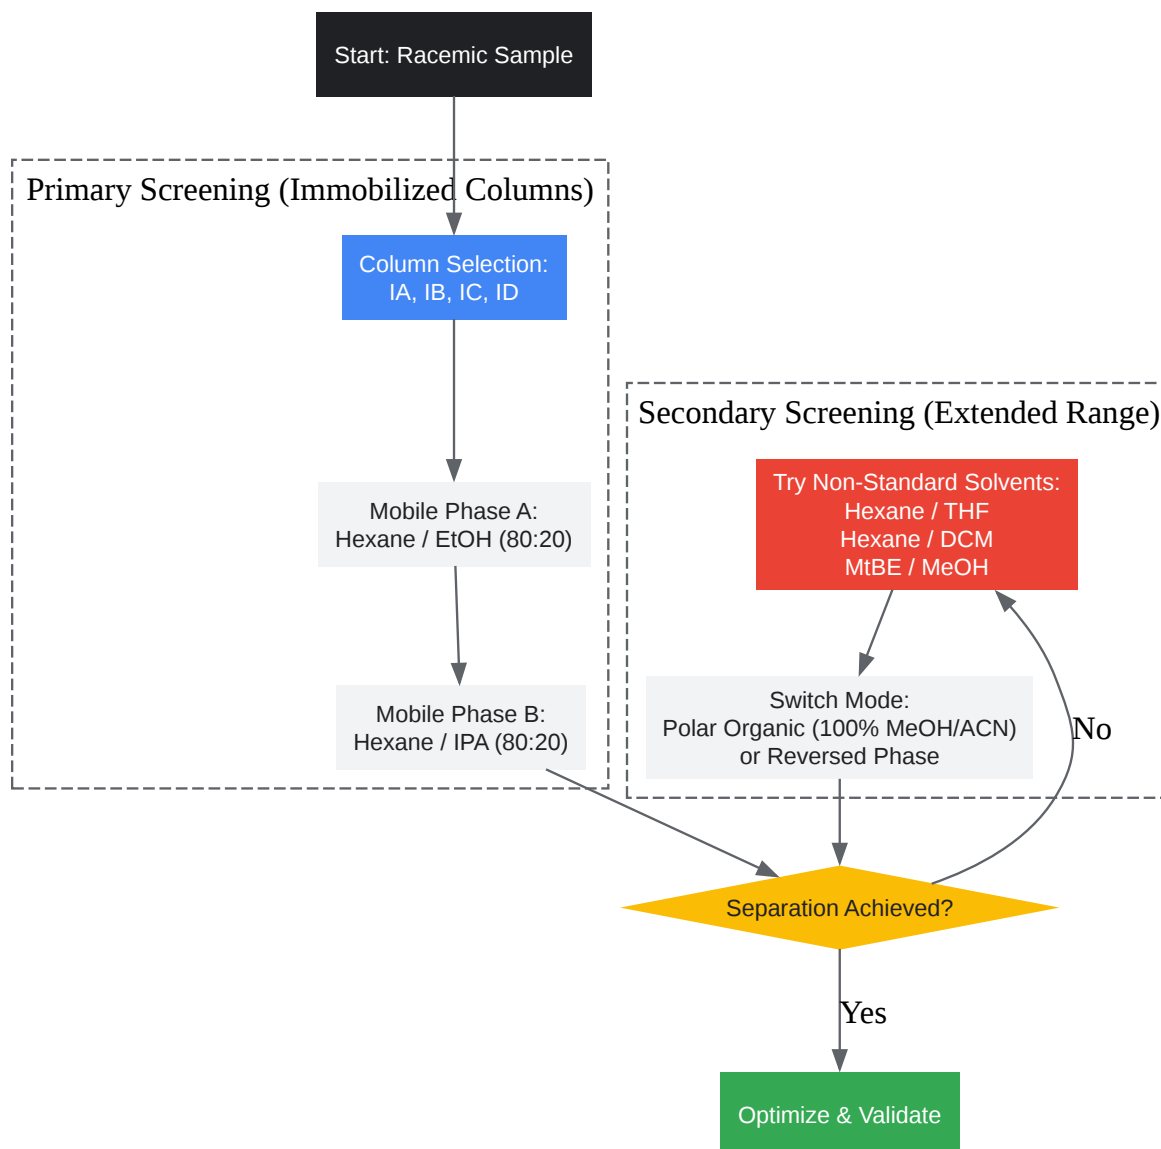 Start: Racemic Sample
Primary Screening (Immobilized Columns)
Column Selection:
IA, IB, IC, ID
Mobile Phase A:
Hexane / EtOH (80:20)
Mobile Phase B:
Hexane / IPA (80:20)
Secondary Screening (Extended Range)
Try Non-Standard Solvents:
Hexane / THF
Hexane / DCM
MtBE / MeOH
Switch Mode:
Polar Organic (100% MeOH/ACN)
or Reversed Phase
No
Separation Achieved?
Yes
Optimize & Validate